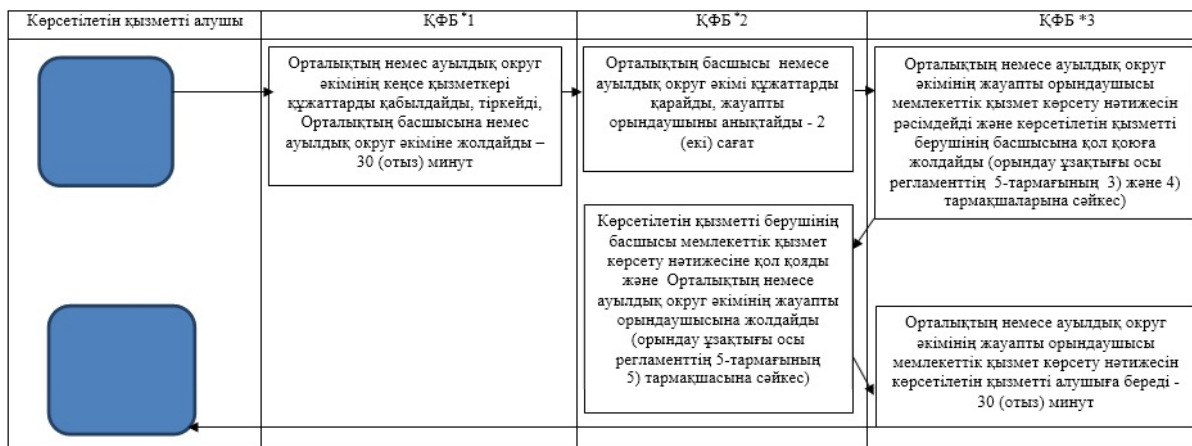 Көрсетілетін қызметті алушы
ҚФБ *1
ҚФБ *2
ҚФБ *3
Орталықтың немес ауылдық округ
әкімінің кеңсе қызметкері
құжаттарды қабылдайды, тіркейді,
Орталықтың басшысына немес
ауылдық округ әкіміне жолдайды –
30 (отыз) минут
Орталықтың басшысы немесе
ауылдық округ әкімі құжаттарды
қарайды, жауапты
орындаушыны анықтайды - 2
(екі) сағат
Орталықтың немесе ауылдық округ
әкімінің жауапты орындаушысы
мемлекеттік қызмет көрсету нәтижесін
рәсімдейді және көрсетілетін қызметті
берушінің басшысына қол қоюға
жолдайды (орындау ұзақтығы осы
регламенттің 5-тармағының 3) және 4)
тармақшаларына сәйкес)
Көрсетілетін қызметті берушінің
басшысы мемлекеттік қызмет
көрсету нәтижесіне қол қояды
және Орталықтың немесе
ауылдық округ әкімінің жауапты
орындаушысына жолдайды
(орындау ұзақтығы осы
регламенттің 5-тармағының
5) тармақшасына сәйкес)
Орталықтың немесе ауылдық округ
әкімінің жауапты орындаушысы
мемлекеттік қызмет көрсету нәтижесін
көрсетілетін қызметті алушыға береді -
30 (отыз) минут